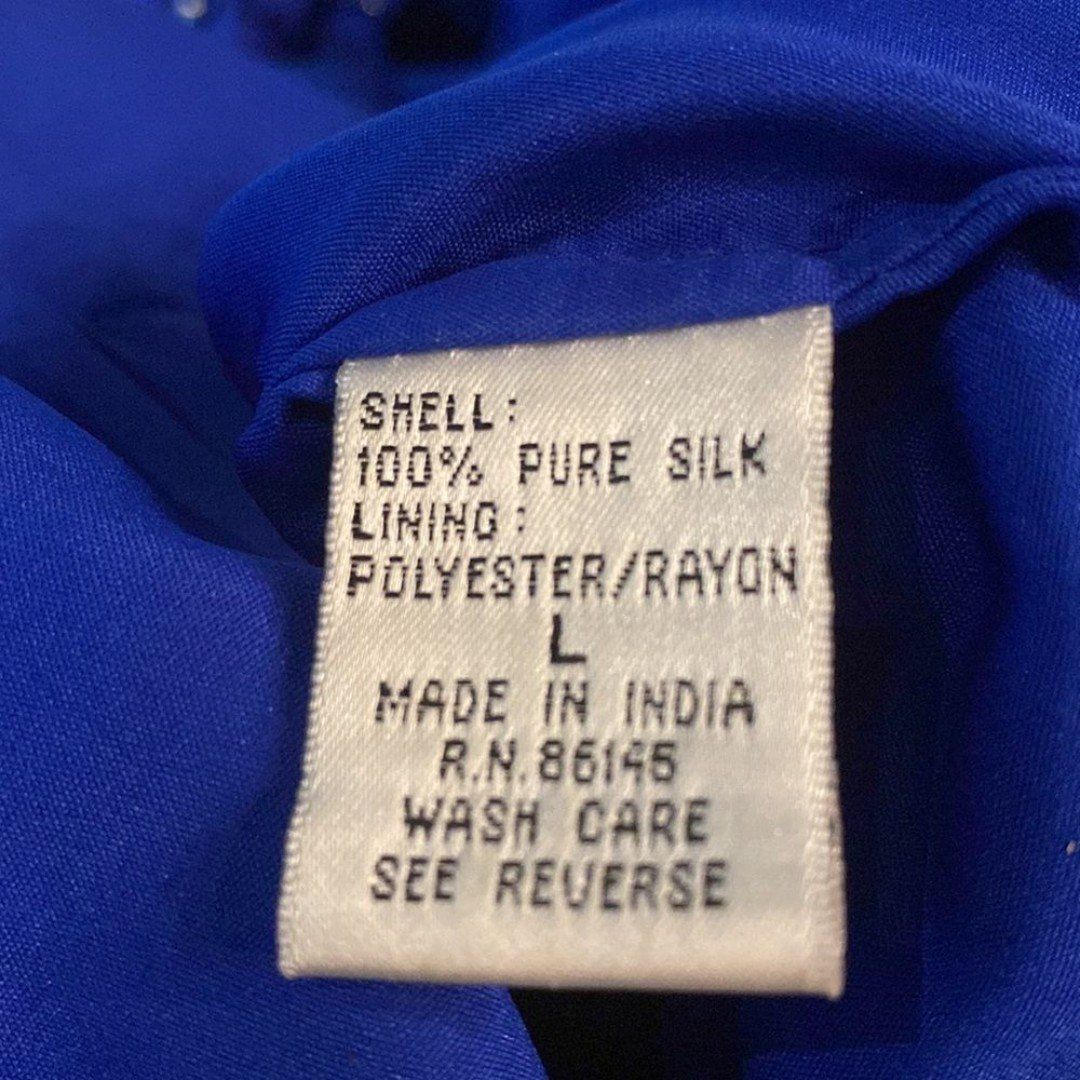 SHELL:
100% PURE SILK
LINING:
POLYESTER/RAYON
L
MADE IN INDIA
R.N.86145
WASH CARE
SEE REVERSE